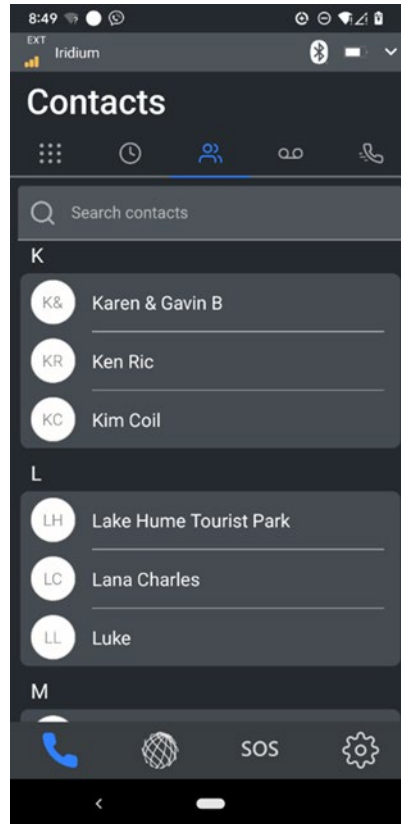 8:49
EXT
Iridium
Contacts
Search contacts
K
K& Karen & Gavin B
KR Ken Ric
KC Kim Coil
L
LH Lake Hume Tourist Park
LC Lana Charles
LL Luke
M
SOS